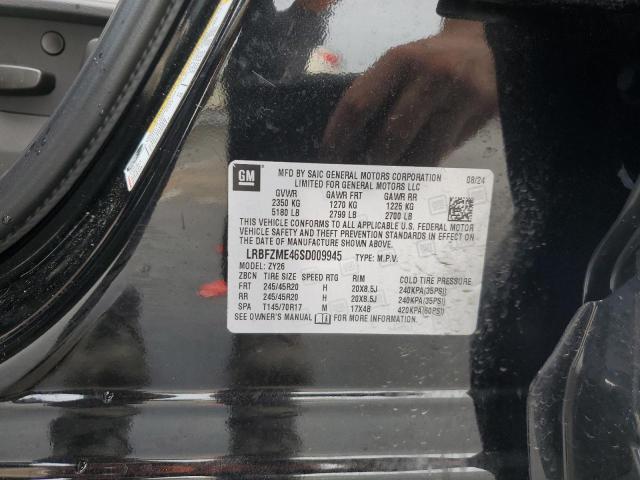 GM
MFD BY SAIC GENERAL MOTORS CORPORATION 08/24
LIMITED FOR GENERAL MOTORS LLC
GVWR GAWR FRT GAWR RR
2350 KG 1270 KG 1225 KG
5180 LB 2799 LB 2700 LB
THIS VEHICLE CONFORMS TO ALL APPLICABLE U.S. FEDERAL MOTOR
VEHICLE SAFETY AND THEFT PREVENTION STANDARDS IN EFFECT ON
THE DATE OF MANUFACTURE SHOWN ABOVE.
LRBFZME46SD009945 TYPE: M.P.V.
MODEL: ZY26
ZBCN TIRE SIZE SPEED RTG RIM COLD TIRE PRESSURE
FRT 245/45R20 H 20X8.5J 240KPA(35PSI)
RR 245/45R20 H 20X8.5J 240KPA(35PSI)
SPA T145/70R17 M 17X4B 420KPA(60PSI)
SEE OWNER'S MANUAL FOR MORE INFORMATION.